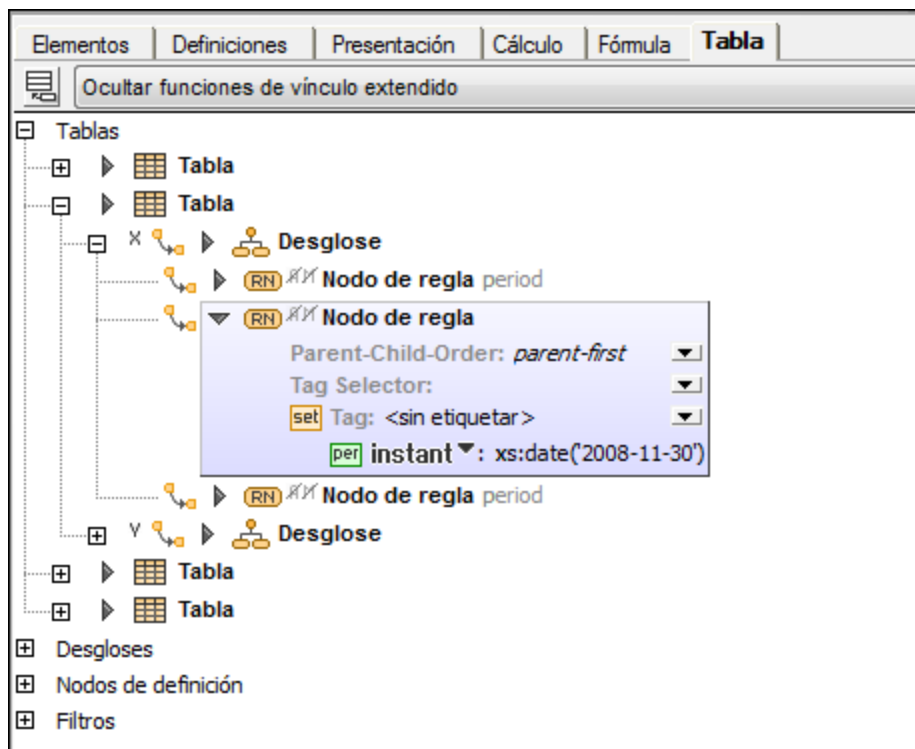 Elementos Definiciones Presentación Cálculo Fórmula Tabla
Ocultar funciones de vínculo extendido
Tablas
Tabla
Tabla
X Desglose
RN Nodo de regla period
RN Nodo de regla
Parent-Child-Order: parent-first
Tag Selector:
set Tag: <sin etiquetar>
per instant : xs:date('2008-11-30')
RN Nodo de regla period
Y Desglose
Tabla
Tabla
Desgloses
Nodos de definición
Filtros